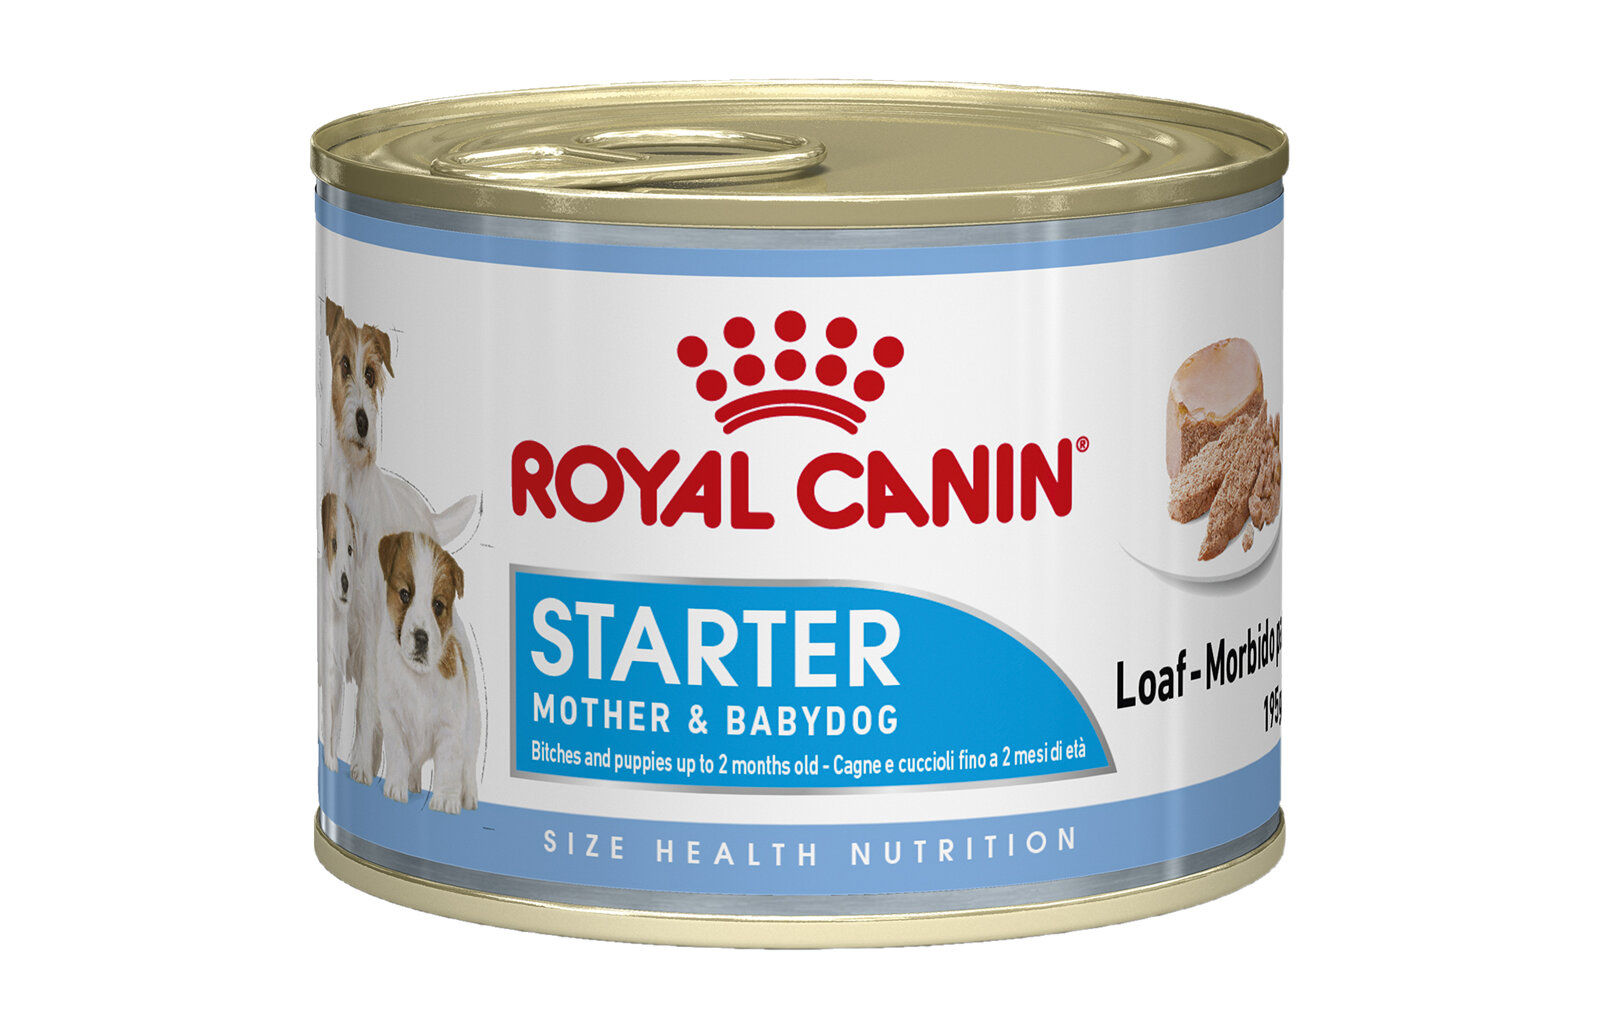 ROYAL CANIN®
STARTER
MOTHER & BABYDOG
Bitches and puppies up to 2 months old - Cagne e cuccioli fino a 2 mesi di età
Loaf - Morbido
195g
SIZE HEALTH NUTRITION